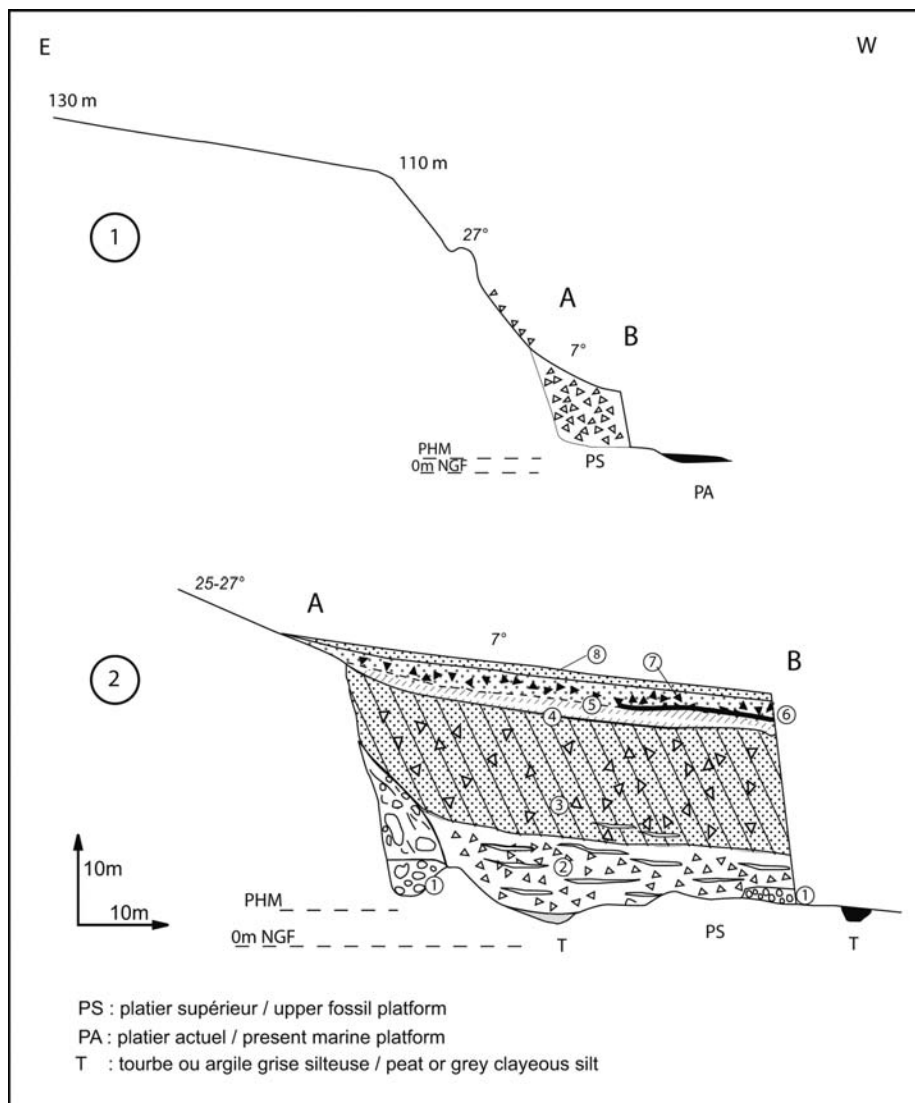 E W
130 m
110 m
1
27°
A
7° B
PHM
0m NGF
PS
PA
25-27°
A
7°
8 7
2
B
5
6
4
3
10m
2
1 1
PHM
10m
0m NGF
T PS T
PS : platier supérieur / upper fossil platform
PA : platier actuel / present marine platform
T : tourbe ou argile grise silteuse / peat or grey clayeous silt